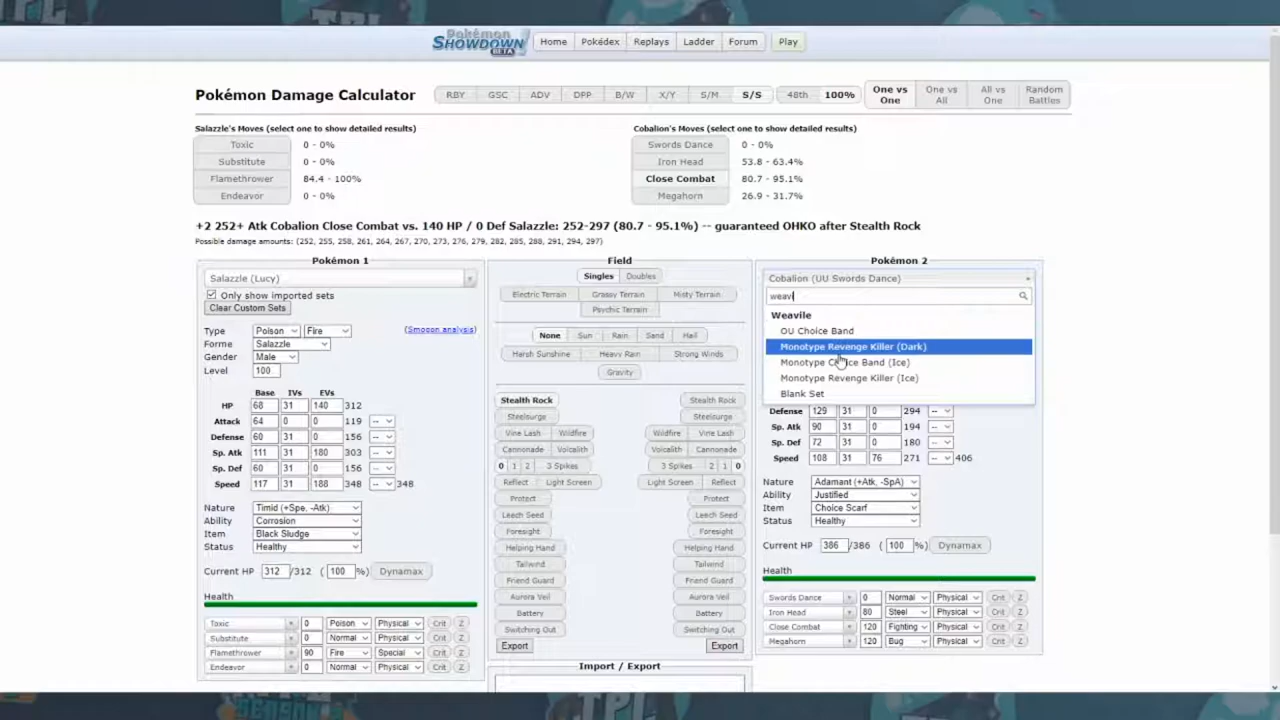 Pokémon
SHOWDOWN
BETA
Home
Pokédex
Replays
Ladder
Forum
Play
Pokémon Damage Calculator
RBY
GSC
ADV
DPP
B/W
X/Y
S/M
S/S
48th
100%
One vs One
One vs All
All vs One
Random Battles
Salazzle's Moves (select one to show detailed results)
Toxic 0 - 0%
Substitute 0 - 0%
Flamethrower 84.4 - 100%
Endeavor 0 - 0%
Cobalion's Moves (select one to show detailed results)
Swords Dance 0 - 0%
Iron Head 53.8 - 63.4%
Close Combat 80.7 - 95.1%
Megahorn 26.9 - 31.7%
+2 252+ Atk Cobalion Close Combat vs. 140 HP / 0 Def Salazzle: 252-297 (80.7 - 95.1%) -- guaranteed OHKO after Stealth Rock
Possible damage amounts: (252, 255, 258, 261, 264, 267, 270, 273, 276, 279, 282, 285, 288, 291, 294, 297)
Pokémon 1
Salazzle (Lucy)
Only show imported sets
Clear Custom Sets
Type Poison Fire (Smogon analysis)
Forme Salazzle
Gender Male
Level 100
Base IVs EVs
HP 68 31 140 312
Attack 64 0 0 119 --
Defense 60 31 0 156 --
Sp. Atk 111 31 180 303 --
Sp. Def 60 31 0 156 --
Speed 117 31 188 348 -- 348
Nature Timid (+Spe, -Atk)
Ability Corrosion
Item Black Sludge
Status Healthy
Current HP 312 /312 ( 100 %) Dynamax
Health
Toxic 0 Poison Physical Crit Z
Substitute 0 Normal Physical Crit Z
Flamethrower 90 Fire Special Crit Z
Endeavor 0 Normal Physical Crit Z
Field
Singles Doubles
Electric Terrain Grassy Terrain Misty Terrain
Psychic Terrain
None Sun Rain Sand Hail
Harsh Sunshine Heavy Rain Strong Winds
Gravity
Stealth Rock Stealth Rock
Steelsurge Steelsurge
Vine Lash Wildfire Wildfire Vine Lash
Cannonade Volcalith Volcalith Cannonade
0 1 2 3 Spikes 3 Spikes 2 1 0
Reflect Light Screen Light Screen Reflect
Protect Protect
Leech Seed Leech Seed
Foresight Foresight
Helping Hand Helping Hand
Tailwind Tailwind
Friend Guard Friend Guard
Aurora Veil Aurora Veil
Battery Battery
Switching Out Switching Out
Export Export
Import / Export
Pokémon 2
Cobalion (UU Swords Dance)
weavi
Weavile
OU Choice Band
Monotype Revenge Killer (Dark)
Monotype Choice Band (Ice)
Monotype Revenge Killer (Ice)
Blank Set
Defense 129 31 0 294 --
Sp. Atk 90 31 0 194 --
Sp. Def 72 31 0 180 --
Speed 108 31 76 271 -- 406
Nature Adamant (+Atk, -SpA)
Ability Justified
Item Choice Scarf
Status Healthy
Current HP 386 /386 ( 100 %) Dynamax
Health
Swords Dance 0 Normal Physical Crit Z
Iron Head 80 Steel Physical Crit Z
Close Combat 120 Fighting Physical Crit Z
Megahorn 120 Bug Physical Crit Z